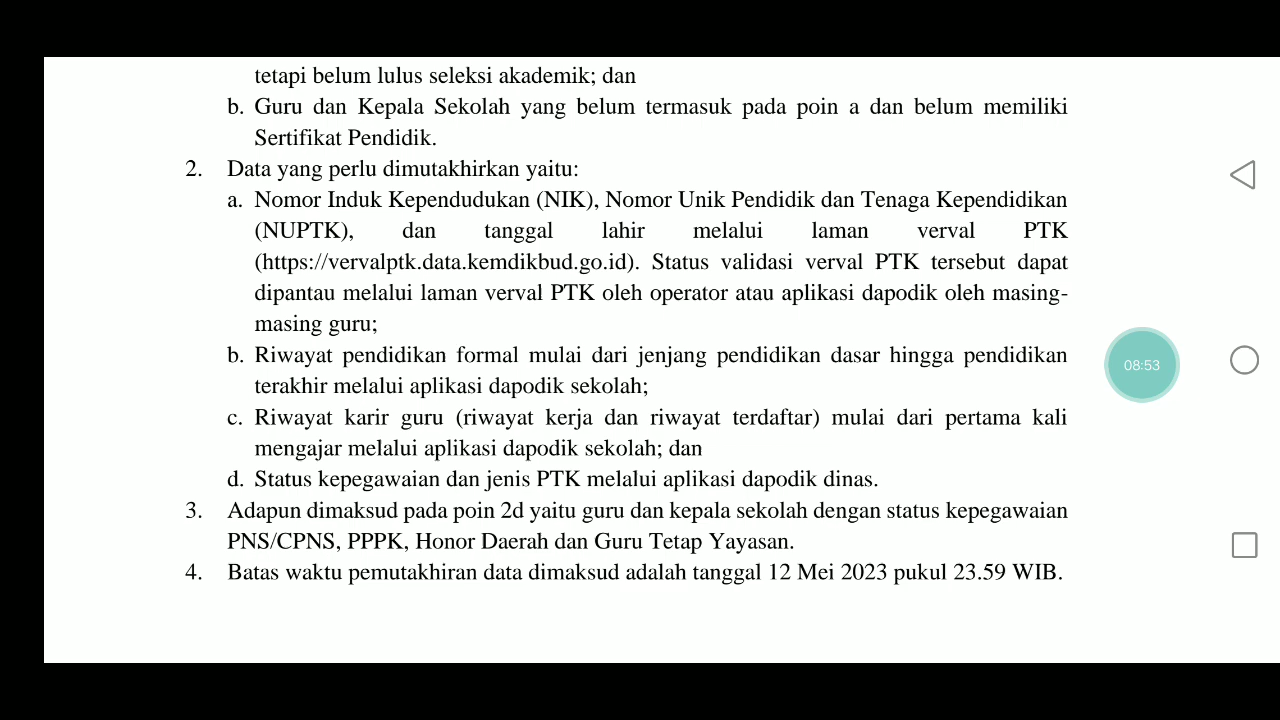 tetapi belum lulus seleksi akademik; dan
b. Guru dan Kepala Sekolah yang belum termasuk pada poin a dan belum memiliki
Sertifikat Pendidik.
2. Data yang perlu dimutakhirkan yaitu:
a. Nomor Induk Kependudukan (NIK), Nomor Unik Pendidik dan Tenaga Kependidikan
(NUPTK), dan tanggal lahir melalui laman verval PTK
(https://vervalptk.data.kemdikbud.go.id). Status validasi verval PTK tersebut dapat
dipantau melalui laman verval PTK oleh operator atau aplikasi dapodik oleh masing-
masing guru;
b. Riwayat pendidikan formal mulai dari jenjang pendidikan dasar hingga pendidikan
terakhir melalui aplikasi dapodik sekolah;
c. Riwayat karir guru (riwayat kerja dan riwayat terdaftar) mulai dari pertama kali
mengajar melalui aplikasi dapodik sekolah; dan
d. Status kepegawaian dan jenis PTK melalui aplikasi dapodik dinas.
3. Adapun dimaksud pada poin 2d yaitu guru dan kepala sekolah dengan status kepegawaian
PNS/CPNS, PPPK, Honor Daerah dan Guru Tetap Yayasan.
4. Batas waktu pemutakhiran data dimaksud adalah tanggal 12 Mei 2023 pukul 23.59 WIB.
08:53